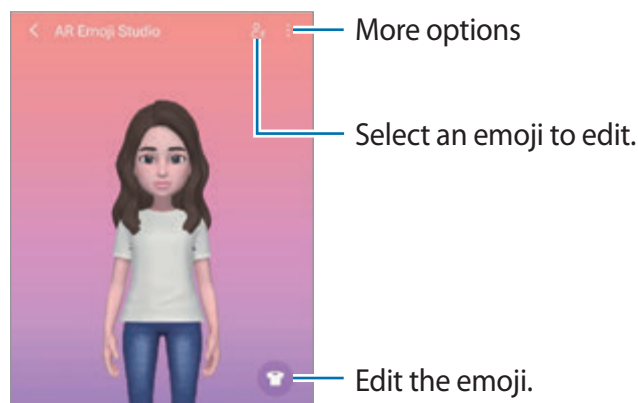 AR Emoji Studio
More options
Select an emoji to edit.
Edit the emoji.